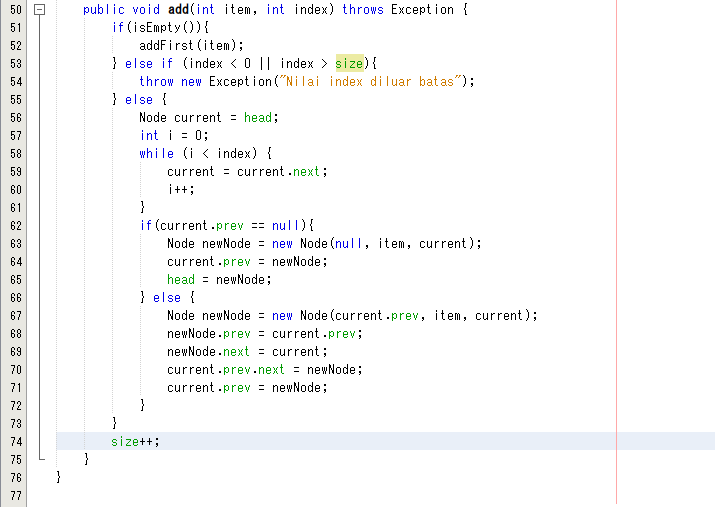 50 public void add(int item, int index) throws Exception {
51 if(isEmpty()){
52 addFirst(item);
53 } else if (index < 0 || index > size){
54 throw new Exception("Nilai index diluar batas");
55 } else {
56 Node current = head;
57 int i = 0;
58 while (i < index) {
59 current = current.next;
60 i++;
61 }
62 if(current.prev == null){
63 Node newNode = new Node(null, item, current);
64 current.prev = newNode;
65 head = newNode;
66 } else {
67 Node newNode = new Node(current.prev, item, current);
68 newNode.prev = current.prev;
69 newNode.next = current;
70 current.prev.next = newNode;
71 current.prev = newNode;
72 }
73 }
74 size++;
75 }
76 }
77